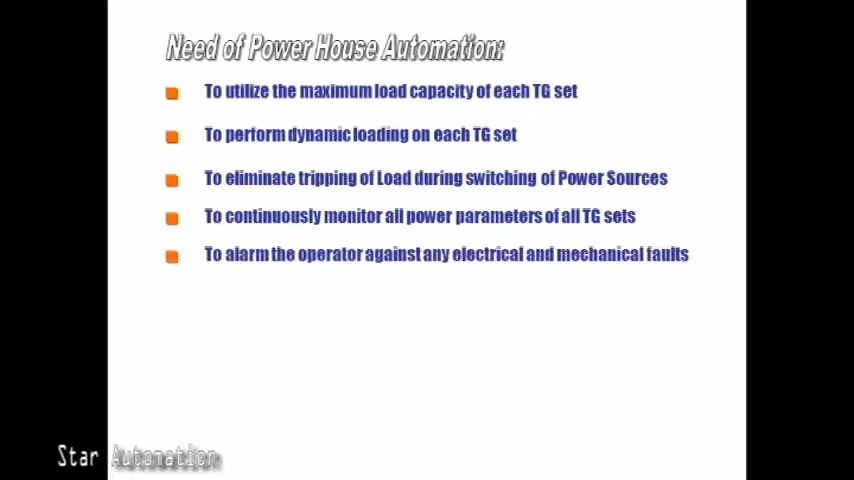 Need of Power House Automation:
To utilize the maximum load capacity of each TG set
To perform dynamic loading on each TG set
To eliminate tripping of Load during switching of Power Sources
To continuously monitor all power parameters of all TG sets
To alarm the operator against any electrical and mechanical faults
Star Automation